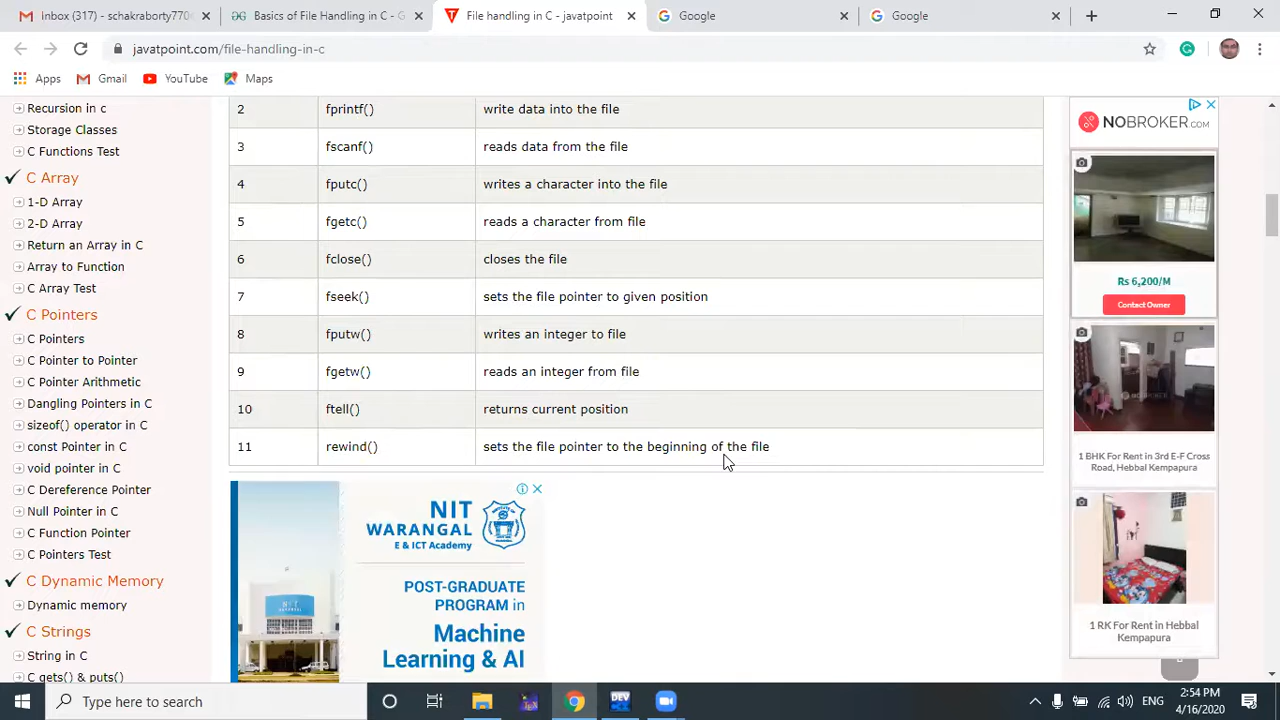 inbox (317) - schakraborty770
Basics of File Handling in C - G
File handling in C - javatpoint
Google
Google
javatpoint.com/file-handling-in-c
Apps
Gmail
YouTube
Maps
Recursion in c
Storage Classes
C Functions Test
C Array
1-D Array
2-D Array
Return an Array in C
Array to Function
C Array Test
C Pointers
C Pointers
C Pointer to Pointer
C Pointer Arithmetic
Dangling Pointers in C
sizeof() operator in C
const Pointer in C
void pointer in C
C Dereference Pointer
Null Pointer in C
C Function Pointer
C Pointers Test
C Dynamic Memory
Dynamic memory
C Strings
String in C
C gets() & puts()
2 fprintf() write data into the file
3 fscanf() reads data from the file
4 fputc() writes a character into the file
5 fgetc() reads a character from file
6 fclose() closes the file
7 fseek() sets the file pointer to given position
8 fputw() writes an integer to file
9 fgetw() reads an integer from file
10 ftell() returns current position
11 rewind() sets the file pointer to the beginning of the file
NIT
WARANGAL
E & ICT Academy
POST-GRADUATE
PROGRAM in
Machine
Learning & AI
NOBROKER.COM
Rs 6,200/M
Contact Owner
1 BHK For Rent in 3rd E-F Cross
Road, Hebbal Kempapura
1 RK For Rent in Hebbal
Kempapura
Type here to search
DEV
ENG
2:54 PM
4/16/2020